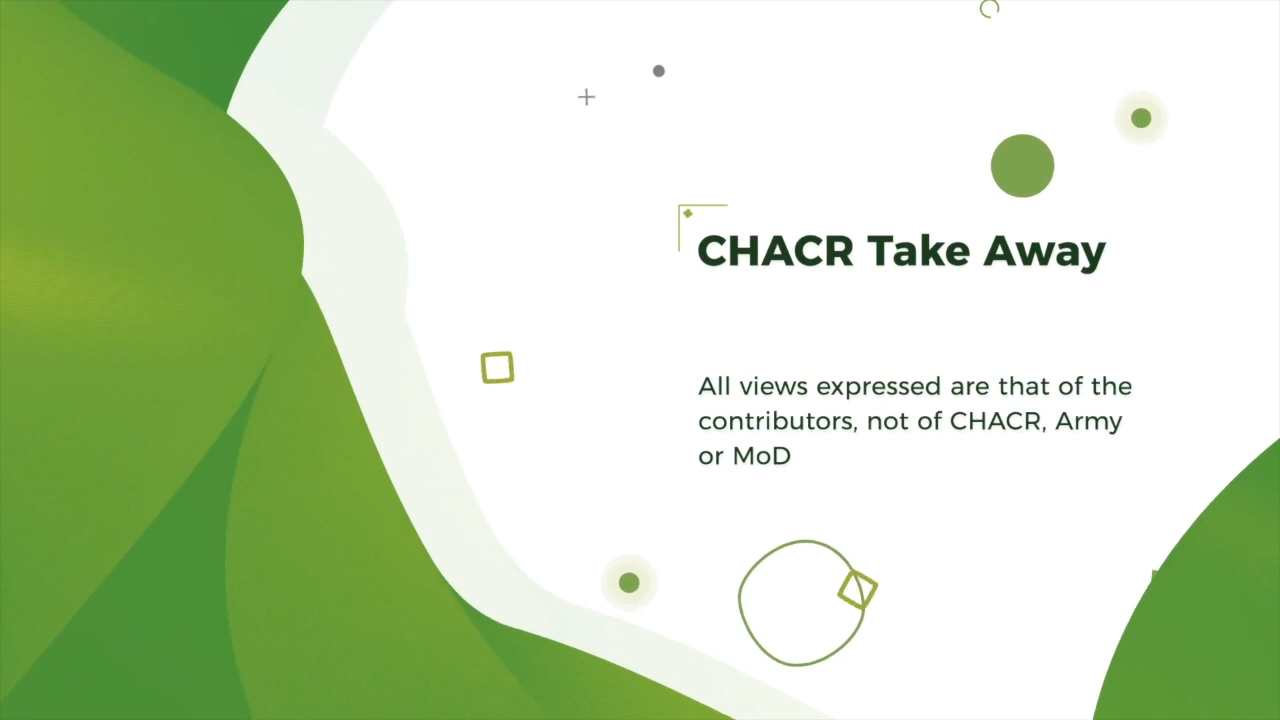 CHACR Take Away
All views expressed are that of the
contributors, not of CHACR, Army
or MoD